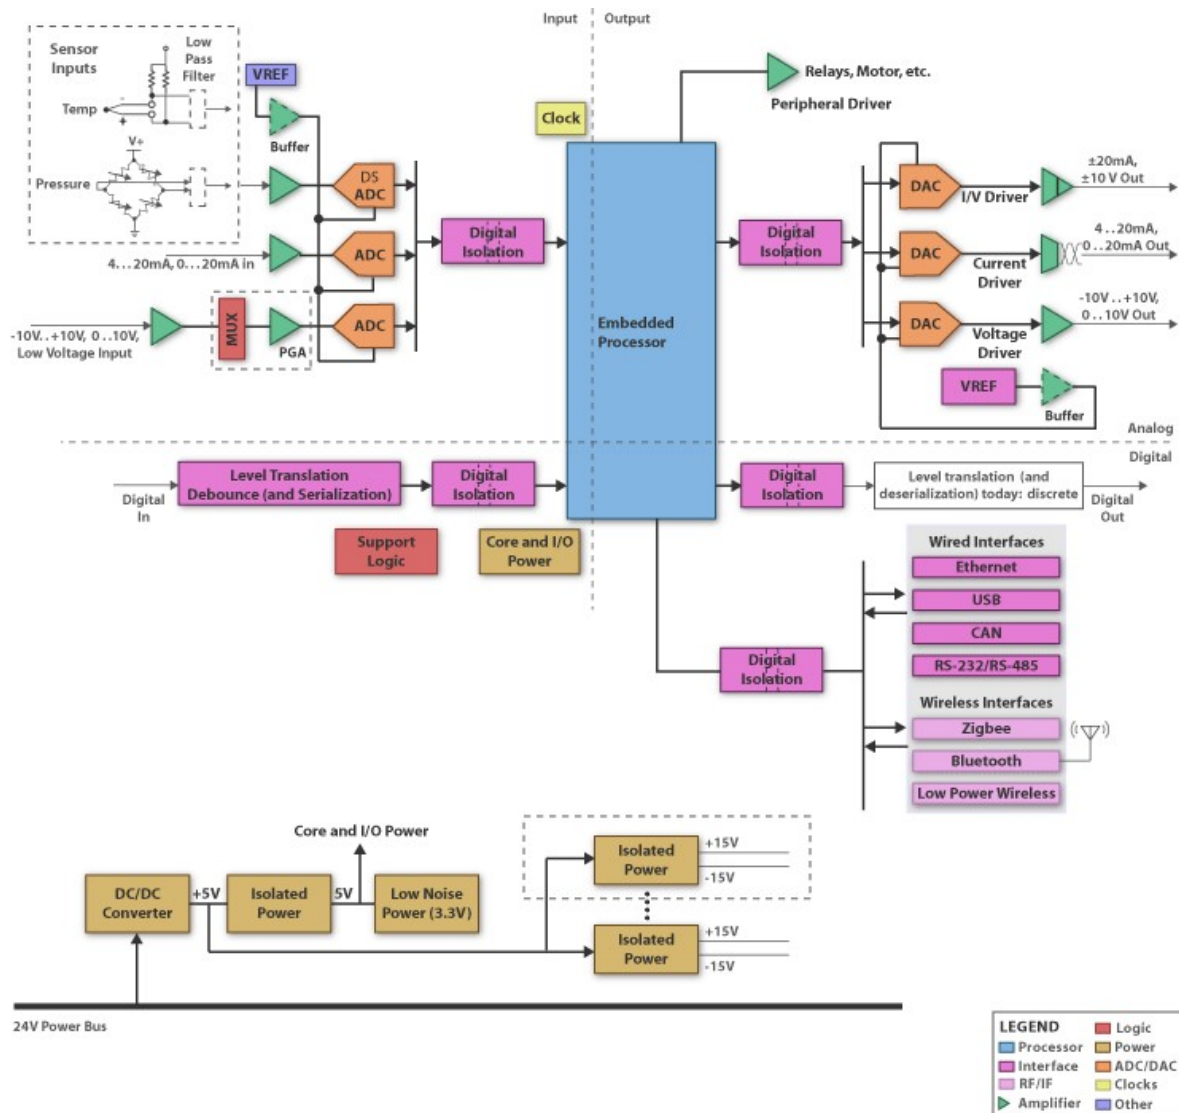 Input
Output
Sensor
Inputs
Low
Pass
Filter
Temp
-
+
V+
Pressure
VREF
Buffer
Clock
Relays, Motor, etc.
Peripheral Driver
DS
ADC
4...20mA, 0...20mA in
ADC
-10V..+10V, 0..10V,
Low Voltage Input
MUX
PGA
ADC
Digital
Isolation
Embedded
Processor
Digital
Isolation
DAC
I/V Driver
±20mA,
±10 V Out
DAC
Current
Driver
4..20mA,
0..20mA Out
DAC
Voltage
Driver
-10V..+10V,
0..10V Out
VREF
Buffer
Analog
Digital
Digital
In
Level Translation
Debounce (and Serialization)
Digital
Isolation
Digital
Isolation
Level translation (and
deserialization) today: discrete
Digital
Out
Support
Logic
Core and I/O
Power
Wired Interfaces
Ethernet
USB
CAN
RS-232/RS-485
Digital
Isolation
Wireless Interfaces
Zigbee
Bluetooth
Low Power Wireless
Core and I/O Power
DC/DC
Converter
+5V
Isolated
Power
5V
Low Noise
Power (3.3V)
Isolated
Power
+15V
-15V
Isolated
Power
+15V
-15V
24V Power Bus
LEGEND
Processor
Interface
RF/IF
Amplifier
Logic
Power
ADC/DAC
Clocks
Other